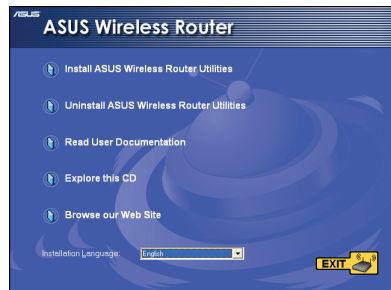 ASUS
ASUS Wireless Router
Install ASUS Wireless Router Utilities
Uninstall ASUS Wireless Router Utilities
Read User Documentation
Explore this CD
Browse our Web Site
Installation Language: English
EXIT